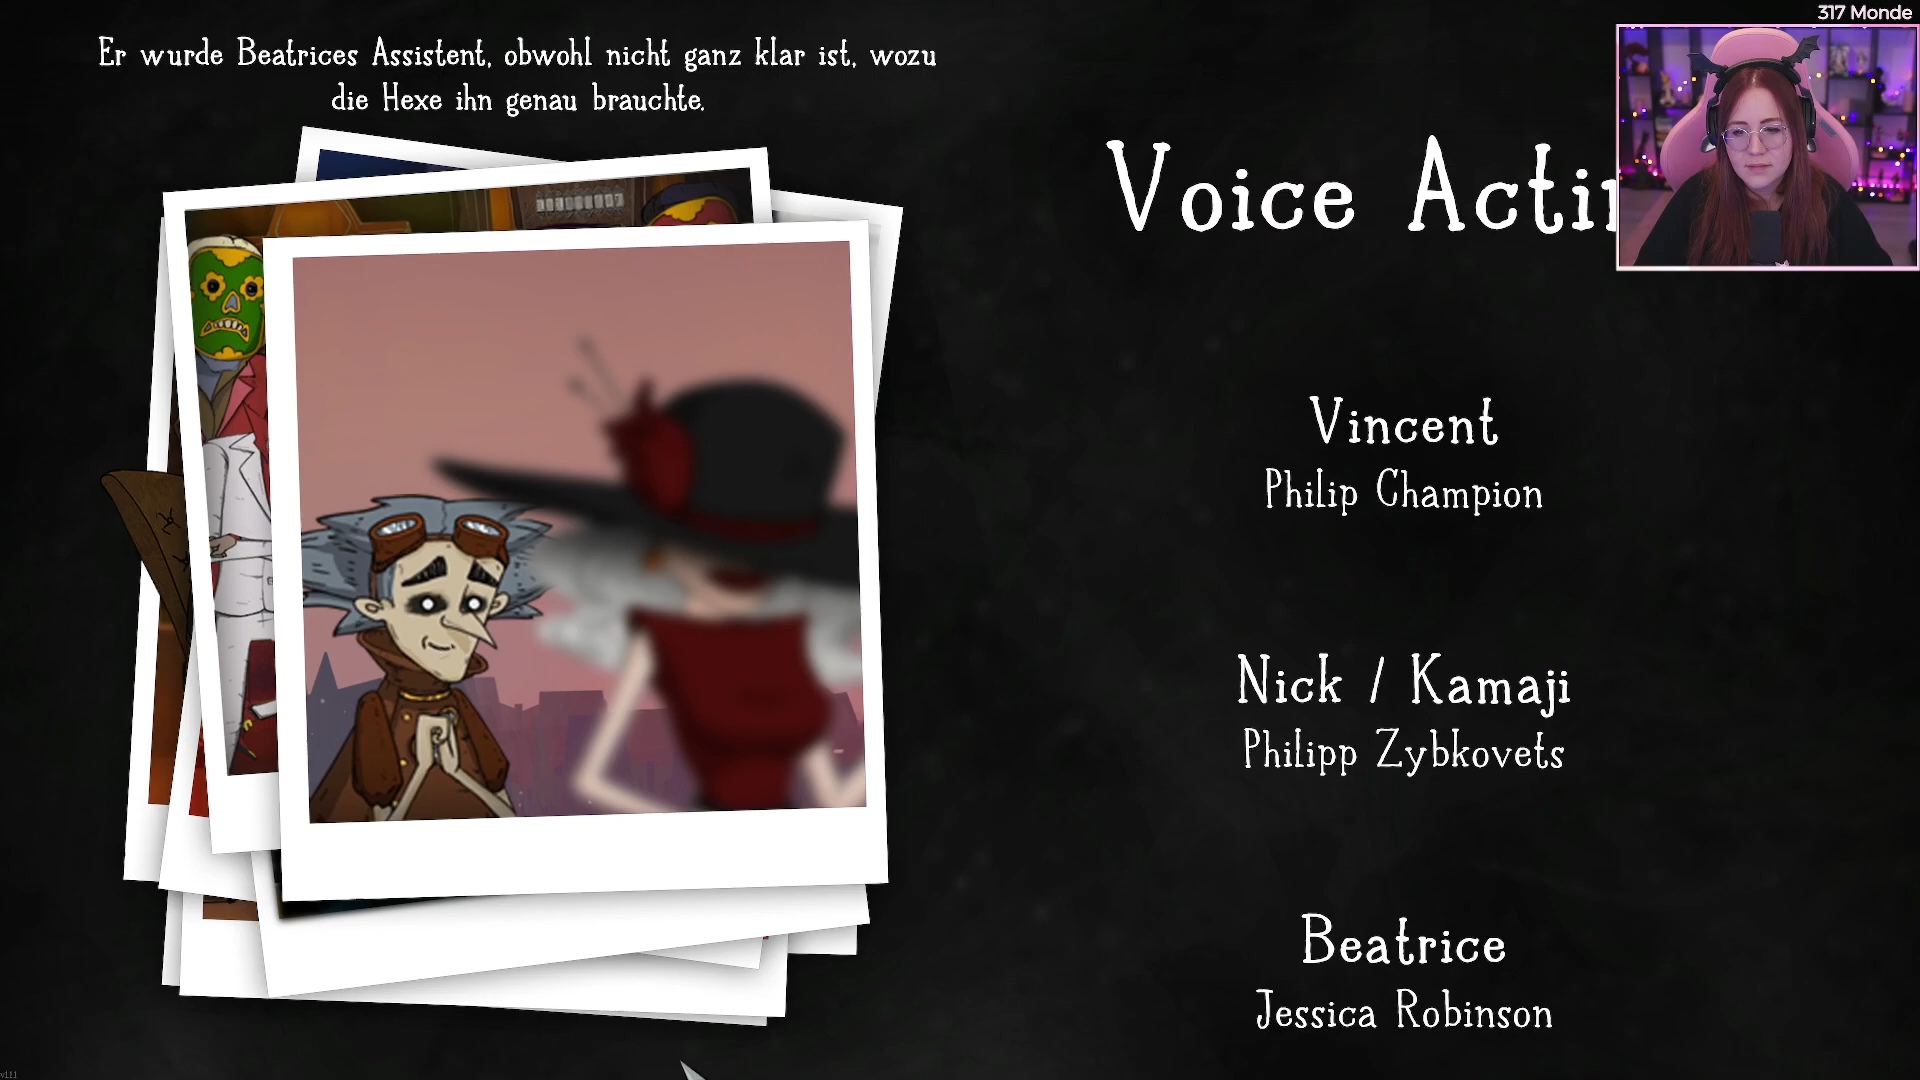 317 Monde
Er wurde Beatrices Assistent, obwohl nicht ganz klar ist, wozu
die Hexe ihn genau brauchte.
Voice Actin
Vincent
Philip Champion
Nick / Kamaji
Philipp Zybkovets
Beatrice
Jessica Robinson